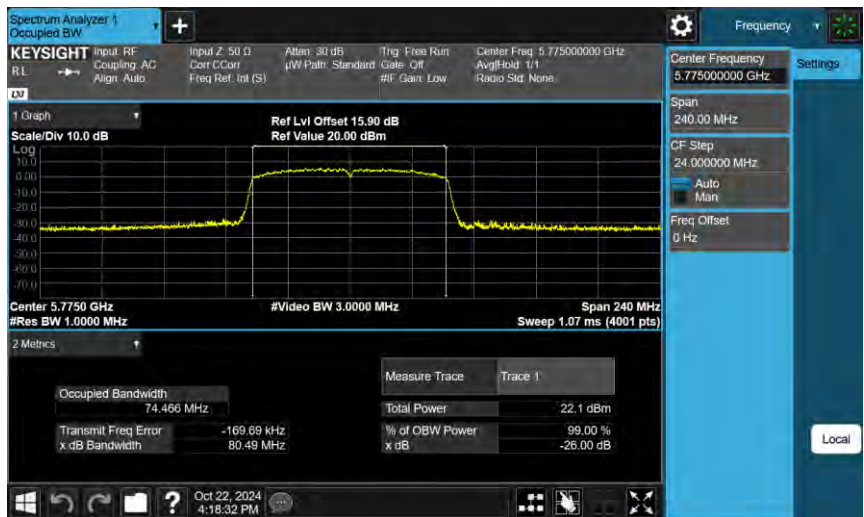 Spectrum Analyzer 1
Occupied BW
Frequency
KEYSIGHT
R L
LXI
Input: RF
Coupling: AC
Align: Auto
Input Z: 50 Ω
Corr CCorr
Freq Ref: Int (S)
Atten: 30 dB
µW Path: Standard
Trig: Free Run
Gate: Off
#IF Gain: Low
Center Freq: 5.775000000 GHz
Avg|Hold: 1/1
Radio Std: None
Center Frequency
5.775000000 GHz
Settings
Span
240.00 MHz
CF Step
24.000000 MHz
Auto
Man
Freq Offset
0 Hz
1 Graph
Scale/Div 10.0 dB
Ref Lvl Offset 15.90 dB
Ref Value 20.00 dBm
Log
10.0
0.00
-10.0
-20.0
-30.0
-40.0
-50.0
-60.0
-70.0
Center 5.7750 GHz
#Video BW 3.0000 MHz
Span 240 MHz
#Res BW 1.0000 MHz
Sweep 1.07 ms (4001 pts)
2 Metrics
Measure Trace
Trace 1
Occupied Bandwidth
74.466 MHz
Total Power
22.1 dBm
Transmit Freq Error
-169.69 kHz
% of OBW Power
99.00 %
x dB Bandwidth
80.49 MHz
x dB
-26.00 dB
Local
?
Oct 22, 2024
4:18:32 PM